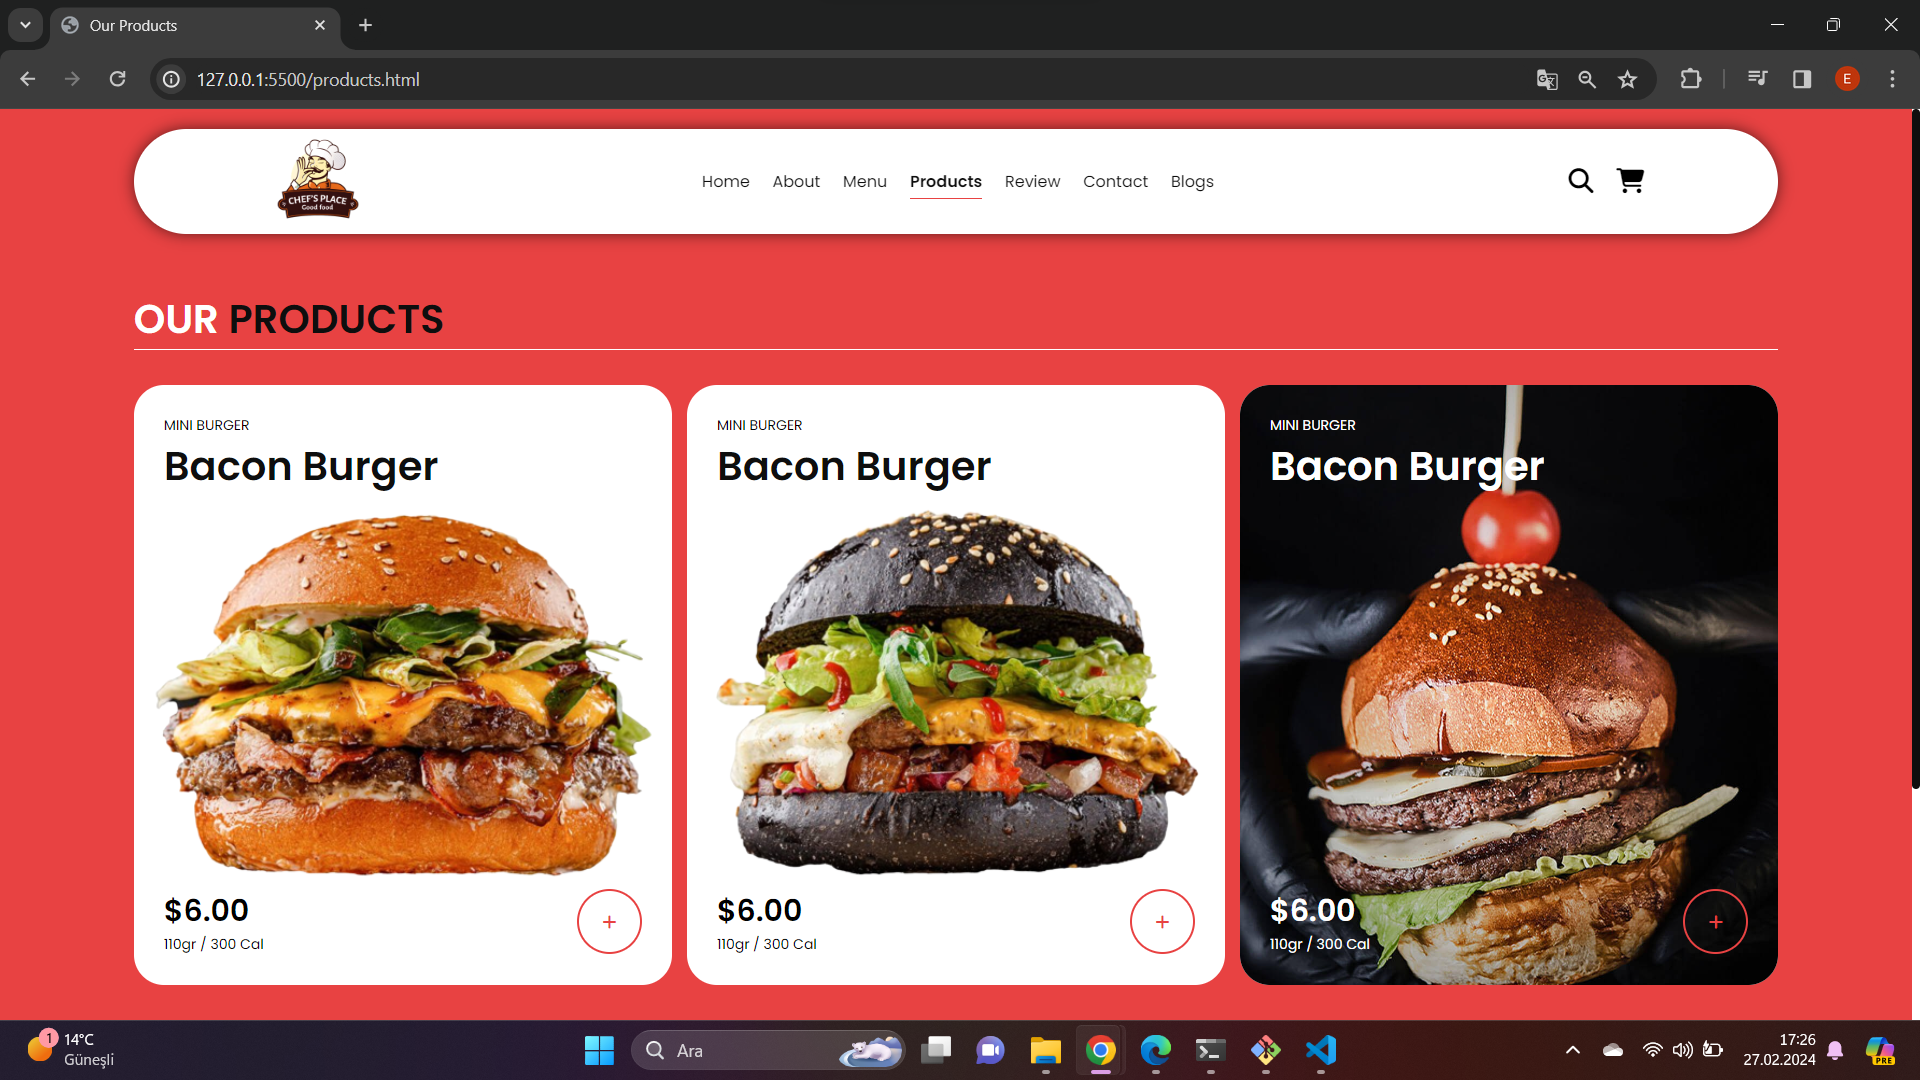 Our Products
127.0.0.1:5500/products.html
E
CHEF'S PLACE
Good food
Home About Menu Products Review Contact Blogs
OUR PRODUCTS
MINI BURGER
Bacon Burger
$6.00
110gr / 300 Cal
+
MINI BURGER
Bacon Burger
$6.00
110gr / 300 Cal
+
MINI BURGER
Bacon Burger
$6.00
110gr / 300 Cal
+
1
14°C
Güneşli
Ara
17:26
27.02.2024
PRE